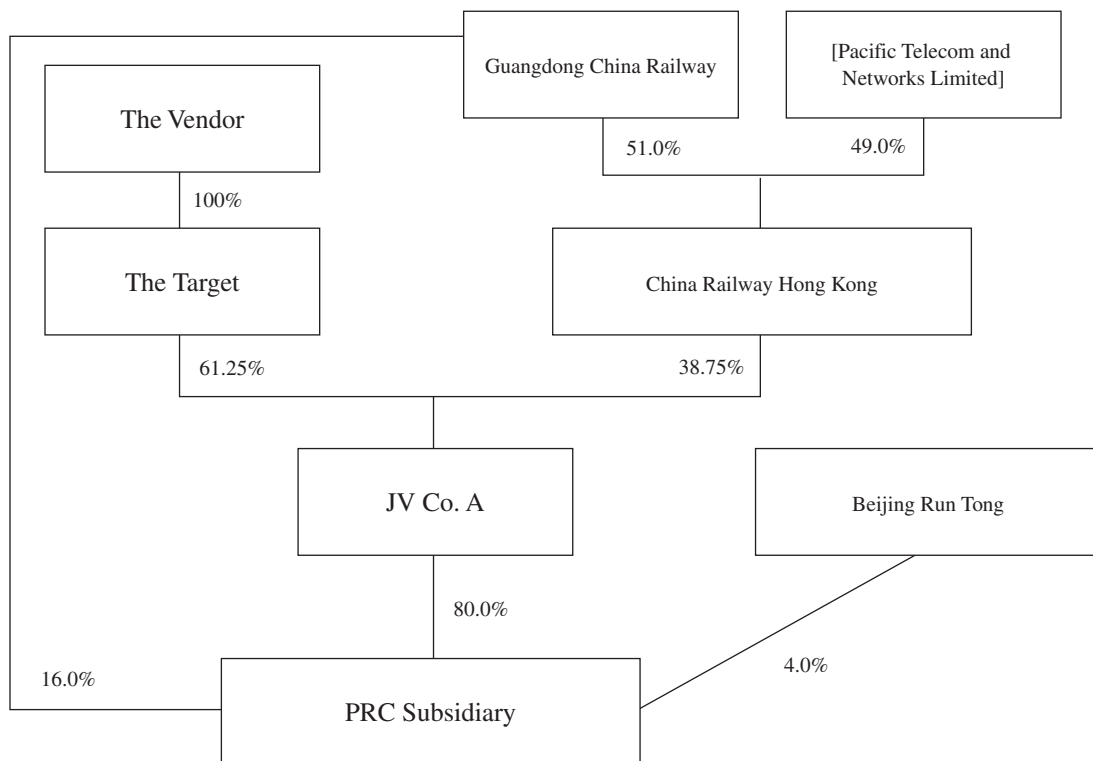 Guangdong China Railway
[Pacific Telecom and
Networks Limited]
The Vendor
51.0%
49.0%
100%
The Target
China Railway Hong Kong
61.25%
38.75%
JV Co. A
Beijing Run Tong
80.0%
4.0%
16.0%
PRC Subsidiary